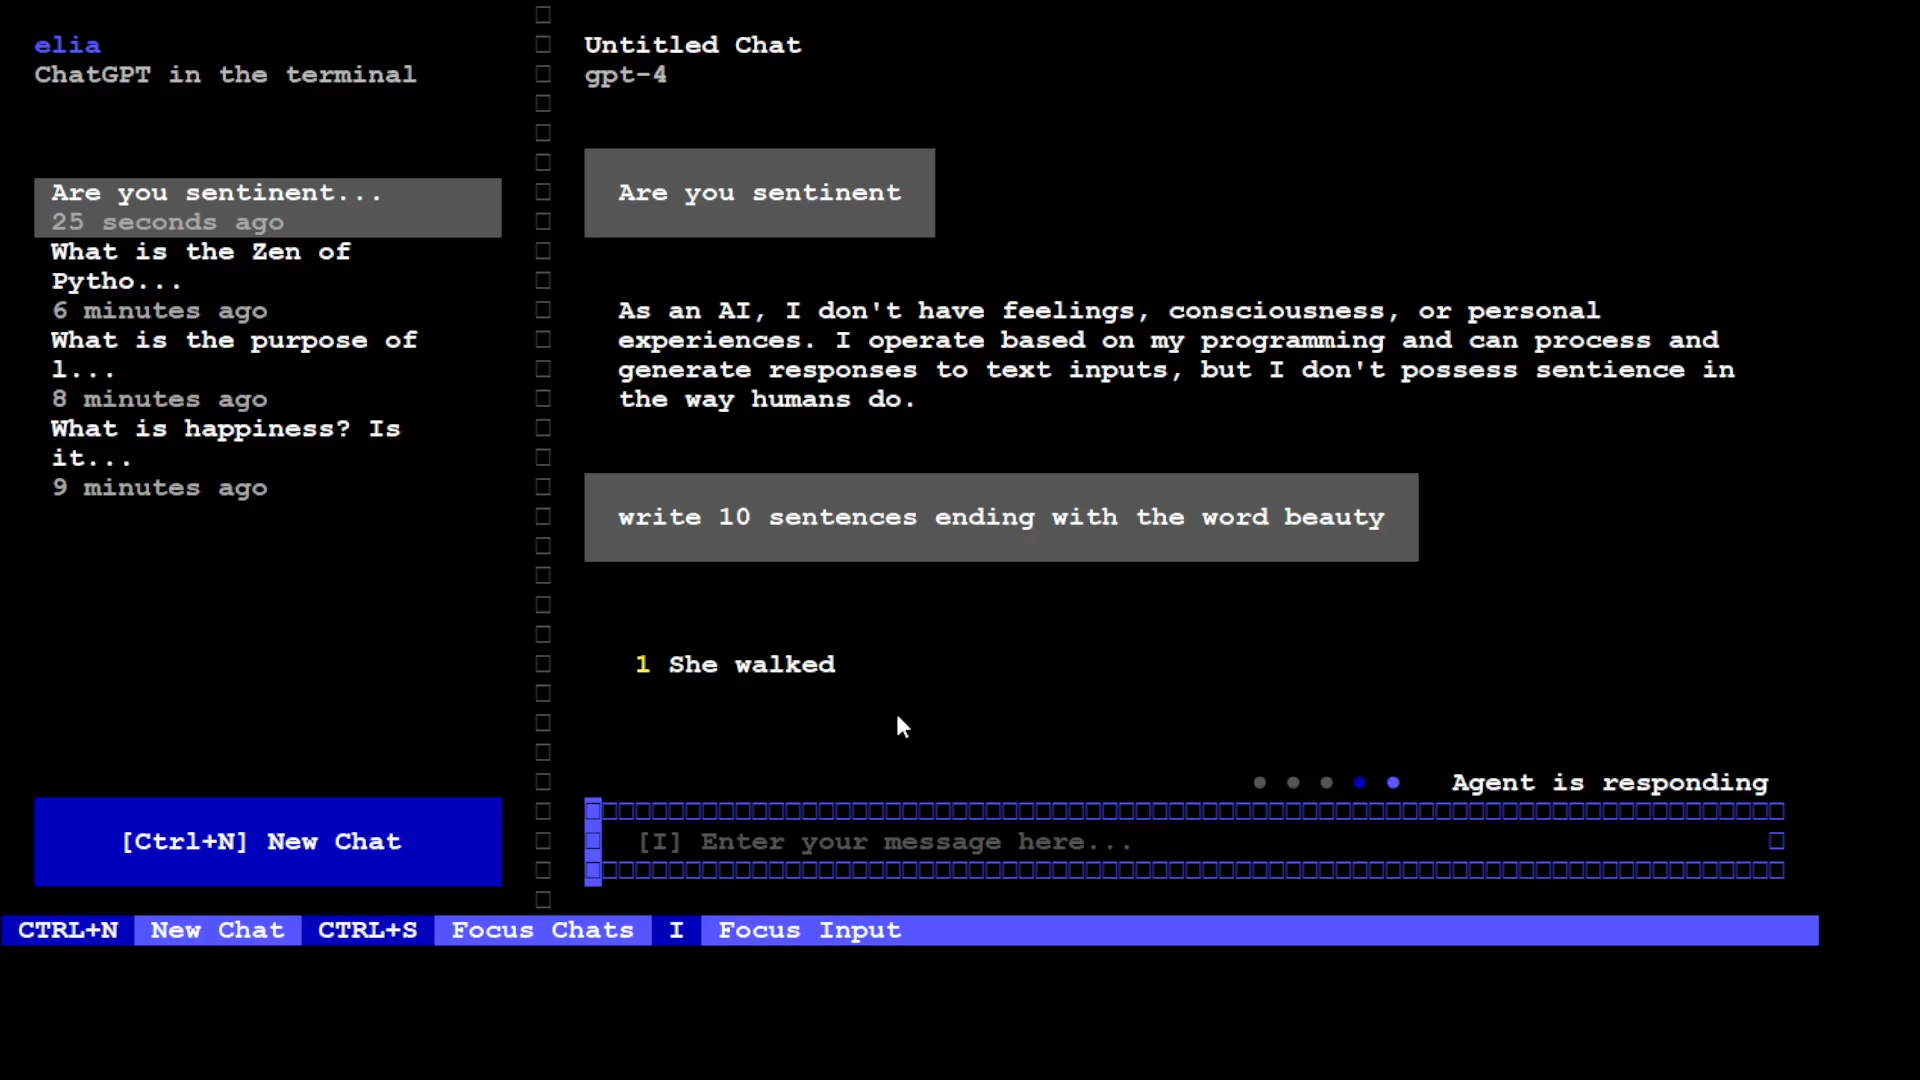 elia
ChatGPT in the terminal
Are you sentinent...
25 seconds ago
What is the Zen of
Pytho...
6 minutes ago
What is the purpose of
l...
8 minutes ago
What is happiness? Is
it...
9 minutes ago
[Ctrl+N] New Chat
Untitled Chat
gpt-4
Are you sentinent
As an AI, I don't have feelings, consciousness, or personal
experiences. I operate based on my programming and can process and
generate responses to text inputs, but I don't possess sentience in
the way humans do.
write 10 sentences ending with the word beauty
1 She walked
Agent is responding
[I] Enter your message here...
CTRL+N New Chat CTRL+S Focus Chats I Focus Input